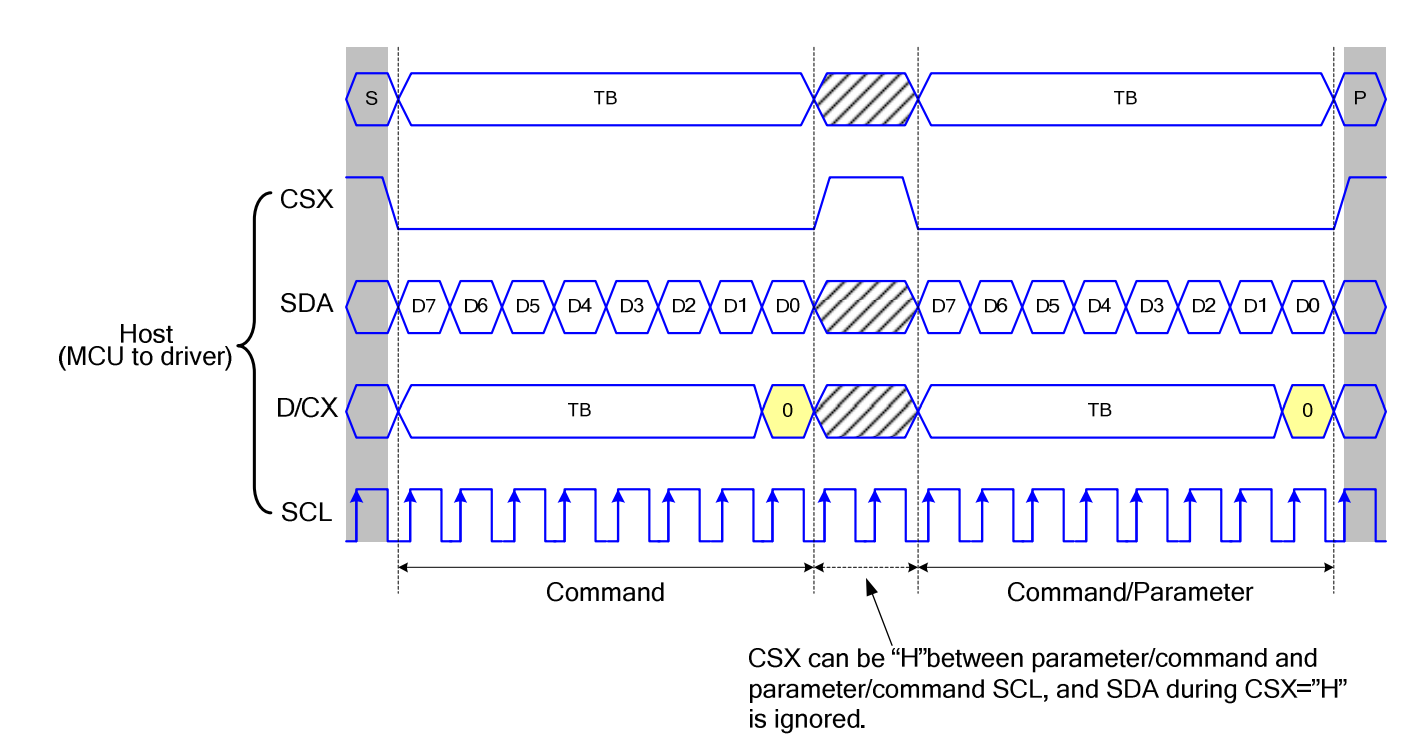 S TB TB P
CSX
SDA D7 D6 D5 D4 D3 D2 D1 D0 D7 D6 D5 D4 D3 D2 D1 D0
Host
(MCU to driver)
D/CX TB 0 TB 0
SCL
Command Command/Parameter
CSX can be “H”between parameter/command and
parameter/command SCL, and SDA during CSX=”H”
is ignored.